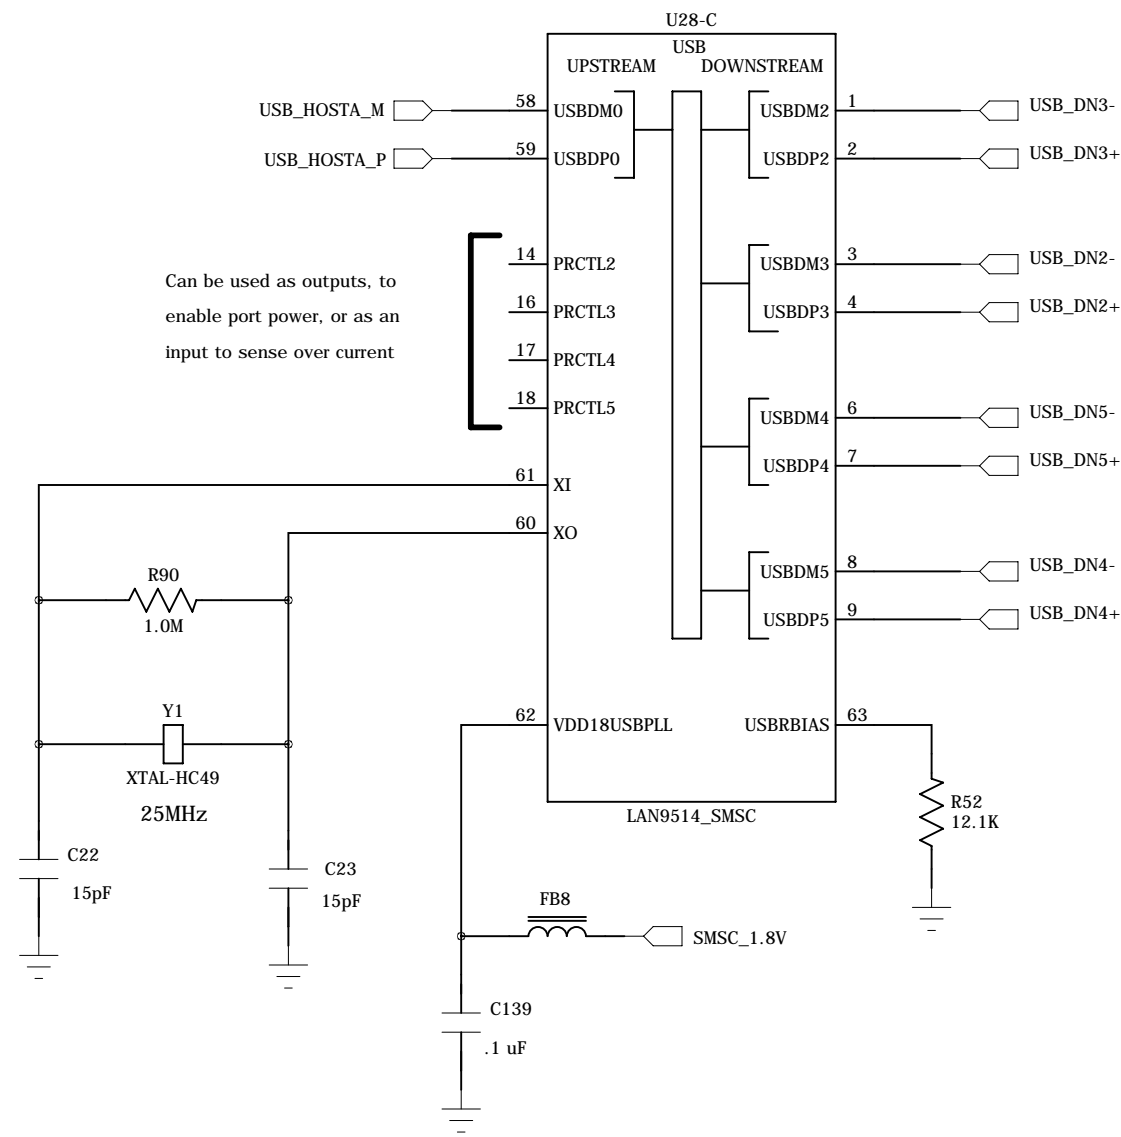 U28-C
USB
UPSTREAM DOWNSTREAM
USB_HOSTA_M 58 USBDM0 USBDM2 1 USB_DN3-
USB_HOSTA_P 59 USBDP0 USBDP2 2 USB_DN3+
14 PRCTL2 USBDM3 3 USB_DN2-
Can be used as outputs, to
enable port power, or as an
input to sense over current
16 PRCTL3 USBDP3 4 USB_DN2+
17 PRCTL4
18 PRCTL5 USBDM4 6 USB_DN5-
USBDP4 7 USB_DN5+
61 XI
60 XO
USBDM5 8 USB_DN4-
USBDP5 9 USB_DN4+
R90
1.0M
Y1
XTAL-HC49
25MHz
62 VDD18USBPLL USBRBIAS 63
R52
12.1K
LAN9514_SMSC
C22
15pF
C23
15pF
FB8
SMSC_1.8V
C139
.1 uF